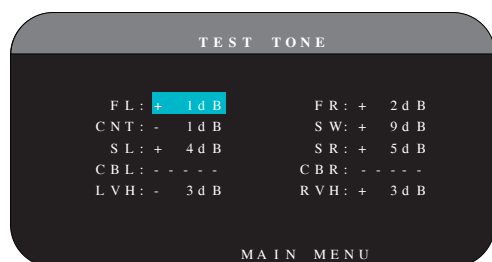 TEST TONE
FL: + 1dB FR: + 2dB
CNT: - 1dB SW: + 9dB
SL: + 4dB SR: + 5dB
CBL: - - - - - CBR: - - - - -
LVH: - 3dB RVH: + 3dB
MAIN MENU